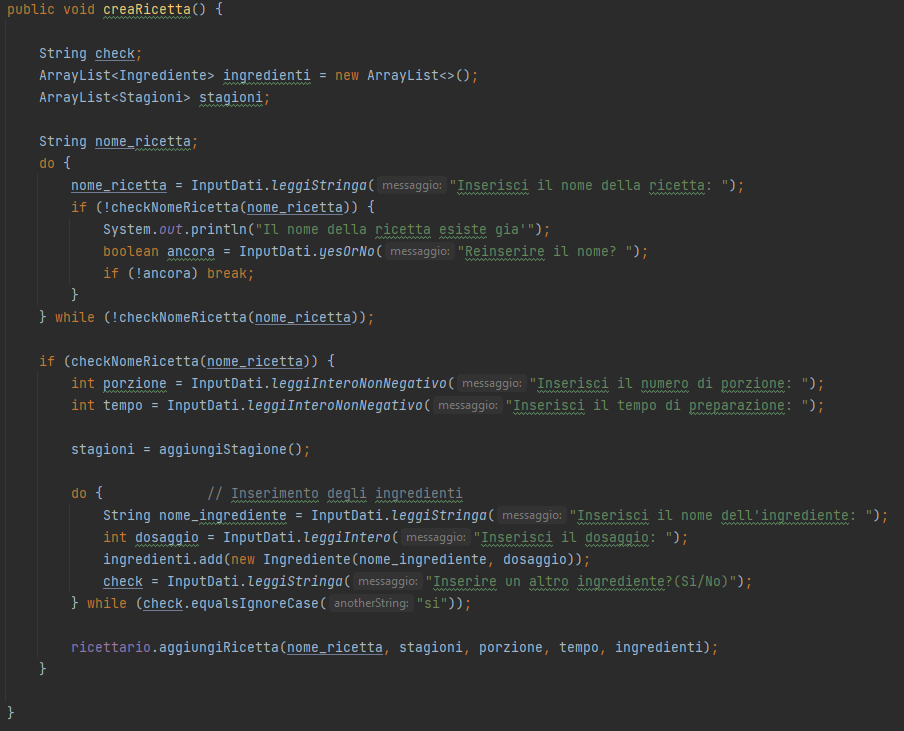 public void creaRicetta() {
String check;
ArrayList<Ingrediente> ingredienti = new ArrayList<>();
ArrayList<Stagioni> stagioni;
String nome_ricetta;
do {
nome_ricetta = InputDati.leggiStringa( messaggio: "Inserisci il nome della ricetta: ");
if (!checkNomeRicetta(nome_ricetta)) {
System.out.println("Il nome della ricetta esiste gia'");
boolean ancora = InputDati.yesOrNo( messaggio: "Reinserire il nome? ");
if (!ancora) break;
}
} while (!checkNomeRicetta(nome_ricetta));
if (checkNomeRicetta(nome_ricetta)) {
int porzione = InputDati.leggiInteroNonNegativo( messaggio: "Inserisci il numero di porzione: ");
int tempo = InputDati.leggiInteroNonNegativo( messaggio: "Inserisci il tempo di preparazione: ");
stagioni = aggiungiStagione();
do { // Inserimento degli ingredienti
String nome_ingrediente = InputDati.leggiStringa( messaggio: "Inserisci il nome dell'ingrediente: ");
int dosaggio = InputDati.leggiIntero( messaggio: "Inserisci il dosaggio: ");
ingredienti.add(new Ingrediente(nome_ingrediente, dosaggio));
check = InputDati.leggiStringa( messaggio: "Inserire un altro ingrediente?(Si/No)");
} while (check.equalsIgnoreCase( anotherString: "si"));
ricettario.aggiungiRicetta(nome_ricetta, stagioni, porzione, tempo, ingredienti);
}
}